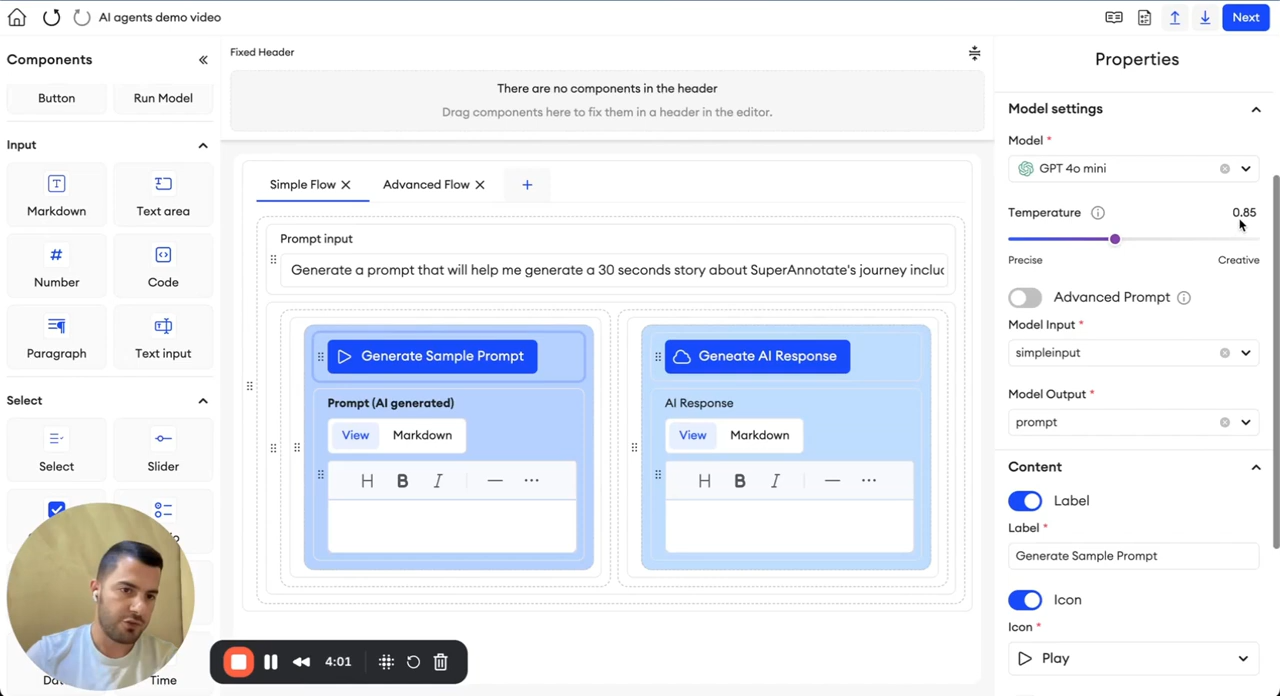 AI agents demo video
Next
Components
Button
Run Model
Input
Markdown
Text area
Number
Code
Paragraph
Text input
Select
Select
Slider
Time
Fixed Header
There are no components in the header
Drag components here to fix them in a header in the editor.
Simple Flow
Advanced Flow
Prompt input
Generate a prompt that will help me generate a 30 seconds story about SuperAnnotate's journey
Generate Sample Prompt
Prompt (AI generated)
View
Markdown
H B I
Geneate AI Response
AI Response
View
Markdown
H B I
4:01
Properties
Model settings
Model *
GPT 4o mini
Temperature
0.85
Precise
Creative
Advanced Prompt
Model Input *
simpleinput
Model Output *
prompt
Content
Label
Label *
Generate Sample Prompt
Icon
Icon *
Play